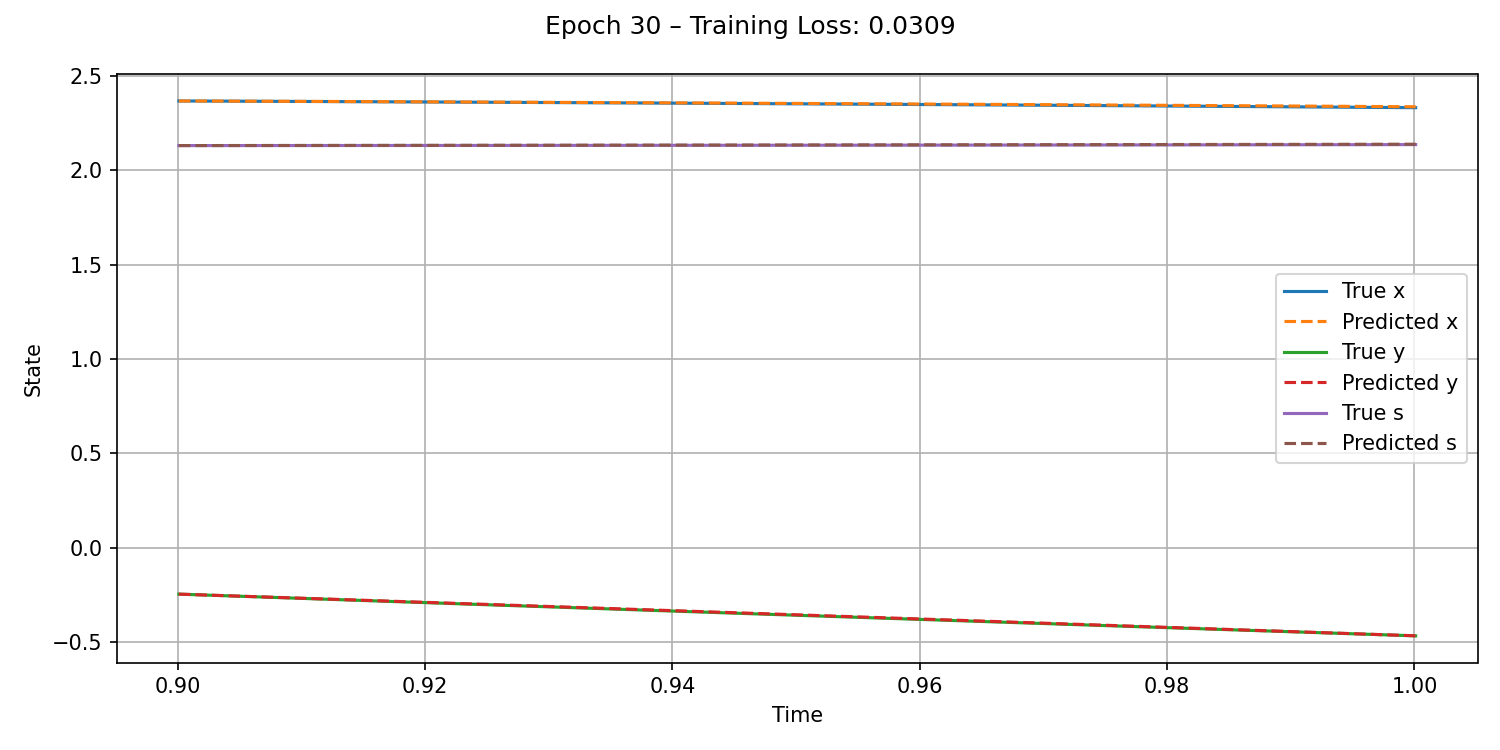 Epoch 30 – Training Loss: 0.0309
2.5
2.0
1.5
1.0
0.5
0.0
−0.5
State
True x
Predicted x
True y
Predicted y
True s
Predicted s
0.90 0.92 0.94 0.96 0.98 1.00
Time